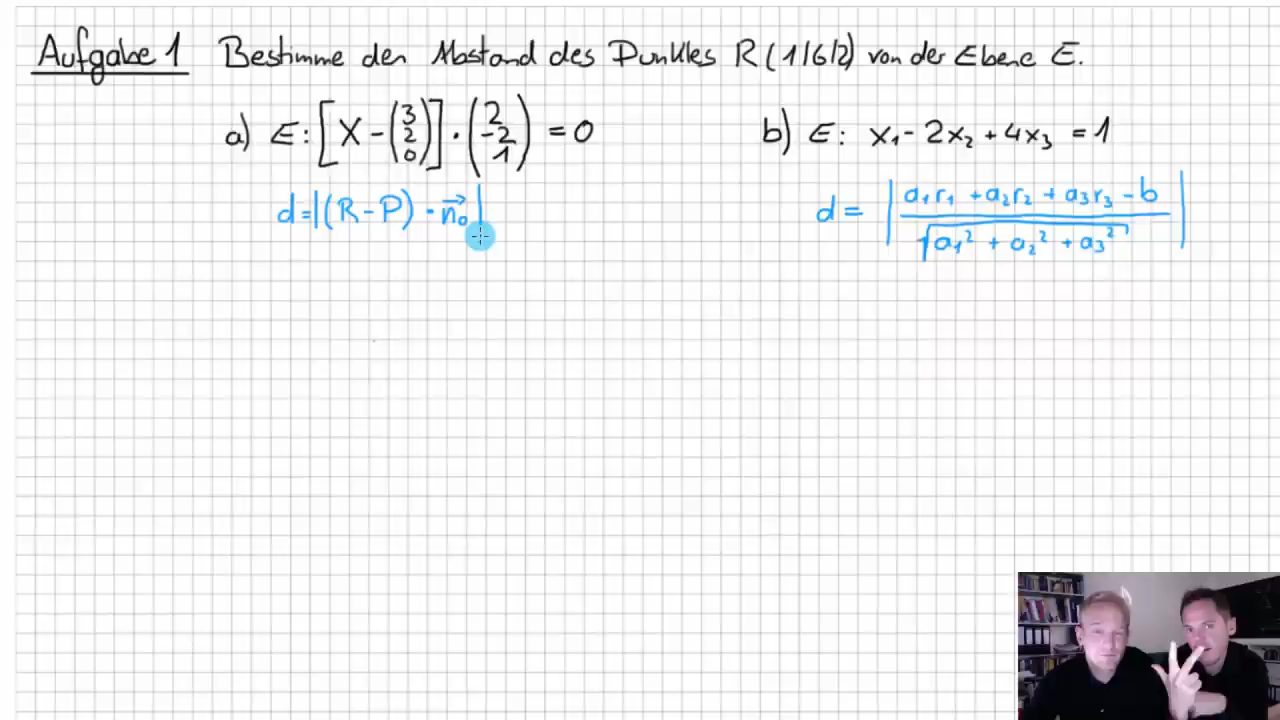 Aufgabe 1 Bestimme den Abstand des Punktes R (1/6/2) von der Ebene E.
a) E: [X - (3 2 0)] · (2 -2 1) = 0 b) E: x₁ - 2x₂ + 4x₃ = 1
d = |(R - P) · n⃗₀| d = | (a₁r₁ + a₂r₂ + a₃r₃ - b) / √(a₁² + a₂² + a₃²) |